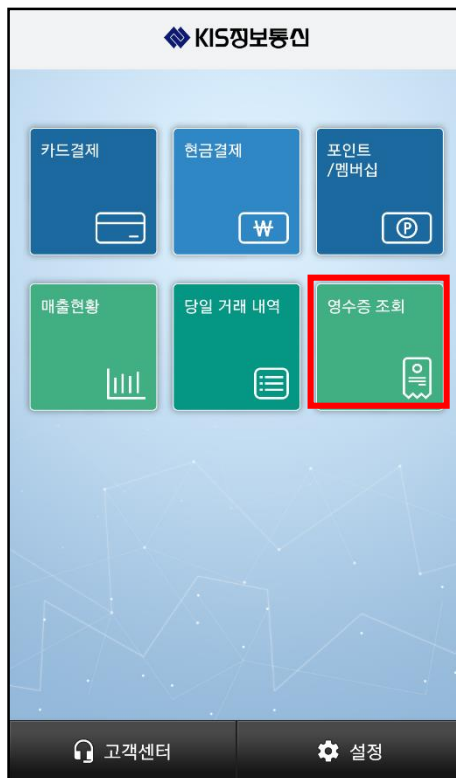 KIS정보통신
카드결제
현금결제
포인트
/멤버십
₩
P
매출현황
당일 거래 내역
영수증 조회
고객센터
설정